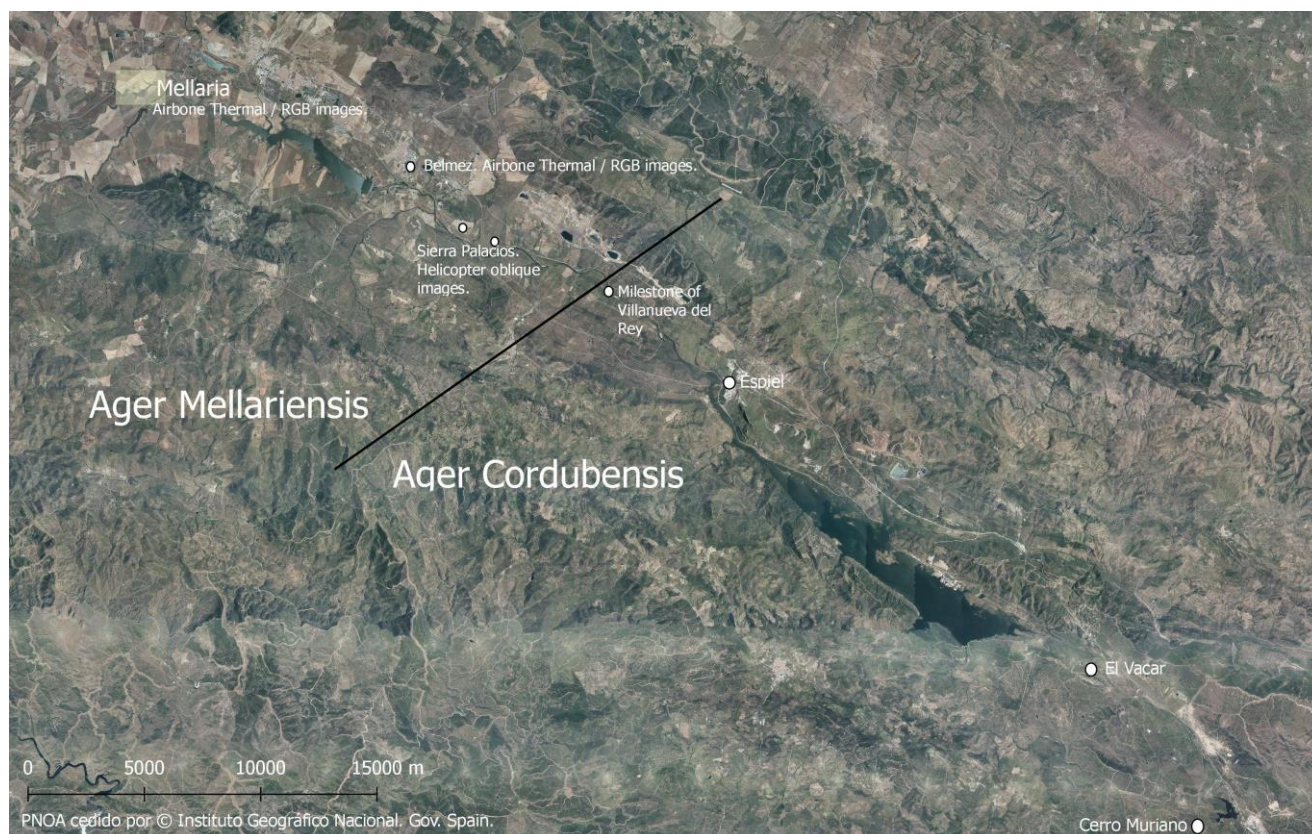 Mellaria
Airbone Thermal / RGB images.
Belmez. Airbone Thermal / RGB images.
Sierra Palacios.
Helicopter oblique
images.
Milestone of
Villanueva del
Rey
Espiel
Ager Mellariensis
Ager Cordubensis
El Vacar
0 5000 10000 15000 m
PNOA cedido por © Instituto Geográfico Nacional. Gov. Spain.
Cerro Muriano